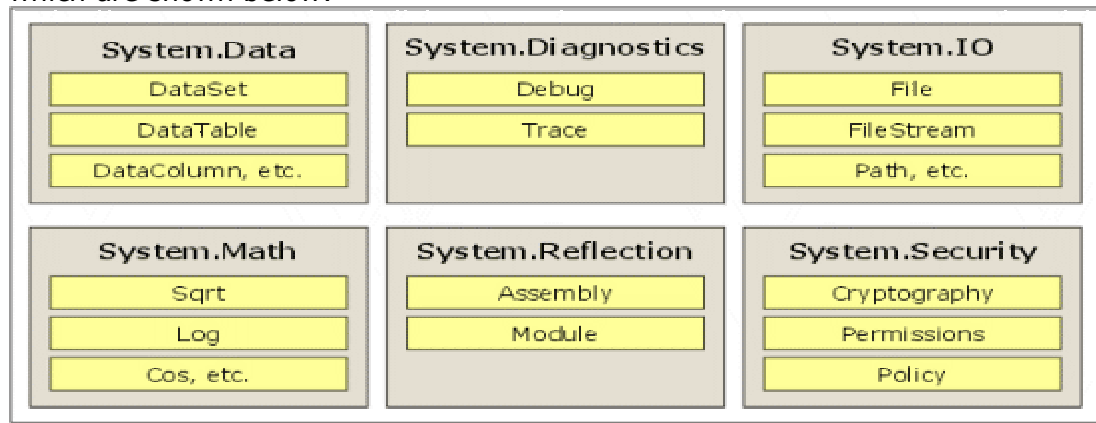 which are shown below:
System.Data
DataSet
DataTable
DataColumn, etc.
System.Diagnostics
Debug
Trace
System.IO
File
FileStream
Path, etc.
System.Math
Sqrt
Log
Cos, etc.
System.Reflection
Assembly
Module
System.Security
Cryptography
Permissions
Policy